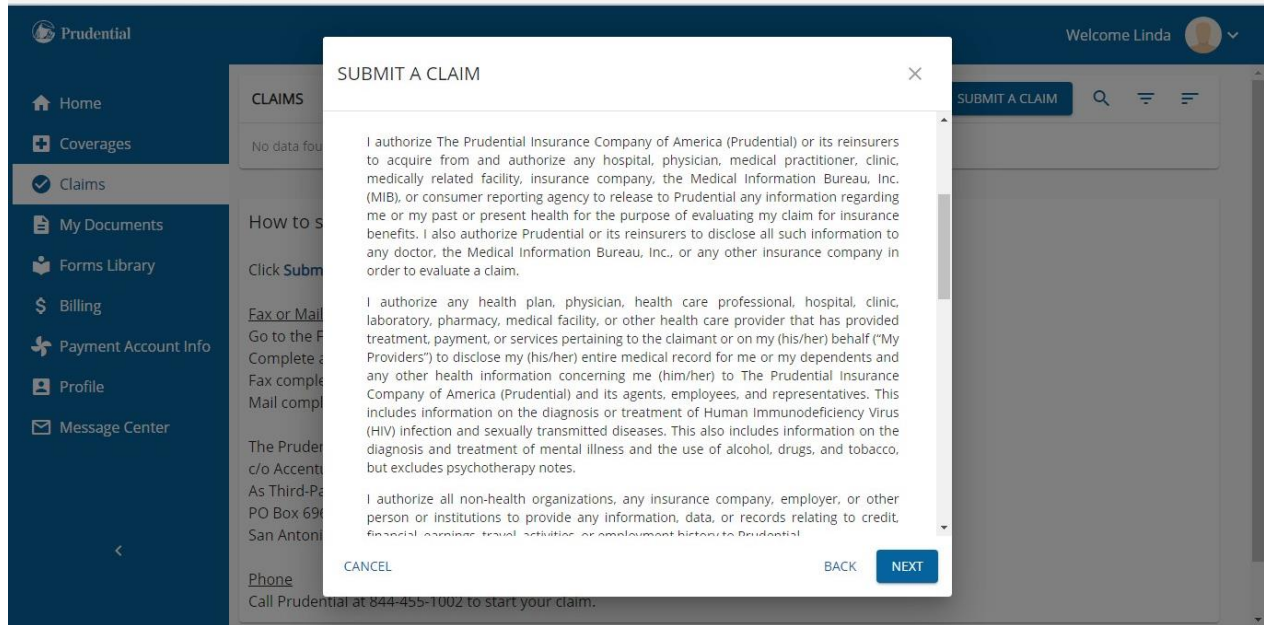 Prudential
Welcome Linda
Home
Coverages
Claims
My Documents
Forms Library
Billing
Payment Account Info
Profile
Message Center
CLAIMS
SUBMIT A CLAIM
No data fou
How to s
Click Subm
Fax or Mail
Go to the F
Complete a
Fax comple
Mail compl
The Pruden
c/o Accentu
As Third-Pa
PO Box 696
San Antoni
Phone
Call Prudential at 844-455-1002 to start your claim.
SUBMIT A CLAIM
I authorize The Prudential Insurance Company of America (Prudential) or its reinsurers
to acquire from and authorize any hospital, physician, medical practitioner, clinic,
medically related facility, insurance company, the Medical Information Bureau, Inc.
(MIB), or consumer reporting agency to release to Prudential any information regarding
me or my past or present health for the purpose of evaluating my claim for insurance
benefits. I also authorize Prudential or its reinsurers to disclose all such information to
any doctor, the Medical Information Bureau, Inc., or any other insurance company in
order to evaluate a claim.
I authorize any health plan, physician, health care professional, hospital, clinic,
laboratory, pharmacy, medical facility, or other health care provider that has provided
treatment, payment, or services pertaining to the claimant or on my (his/her) behalf (“My
Providers”) to disclose my (his/her) entire medical record for me or my dependents and
any other health information concerning me (him/her) to The Prudential Insurance
Company of America (Prudential) and its agents, employees, and representatives. This
includes information on the diagnosis or treatment of Human Immunodeficiency Virus
(HIV) infection and sexually transmitted diseases. This also includes information on the
diagnosis and treatment of mental illness and the use of alcohol, drugs, and tobacco,
but excludes psychotherapy notes.
I authorize all non-health organizations, any insurance company, employer, or other
person or institutions to provide any information, data, or records relating to credit,
financial, earnings, travel, activities, or employment history to Prudential.
CANCEL
BACK
NEXT